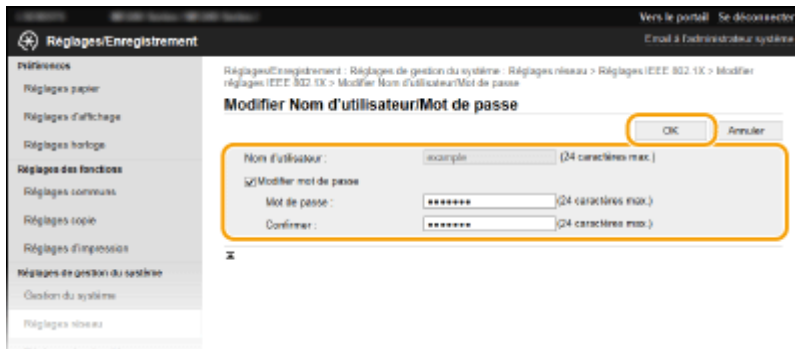 Vers le portail Se déconnecter
Réglages/Enregistrement
Email à l'administrateur système
Préférences
Réglages papier
Réglages d'affichage
Réglages horloge
Réglages des fonctions
Réglages communs
Réglages copie
Réglages d'impression
Réglages de gestion du système
Gestion du système
Réglages réseau
Réglages/Enregistrement : Réglages de gestion du système : Réglages réseau > Réglages IEEE 802.1X > Modifier
réglages IEEE 802.1X > Modifier Nom d'utilisateur/Mot de passe
Modifier Nom d'utilisateur/Mot de passe
OK Annuler
Nom d'utilisateur : example (24 caractères max.)
Modifier mot de passe
Mot de passe : ••••••• (24 caractères max.)
Confirmer : ••••••• (24 caractères max.)